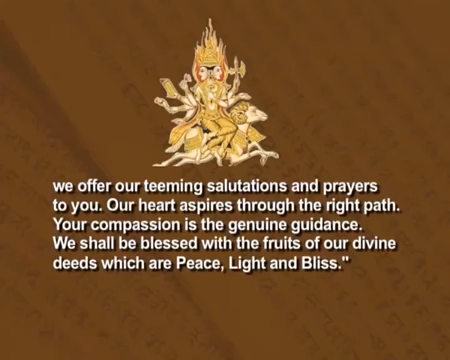 we offer our teeming salutations and prayers
to you. Our heart aspires through the right path.
Your compassion is the genuine guidance.
We shall be blessed with the fruits of our divine
deeds which are Peace, Light and Bliss."